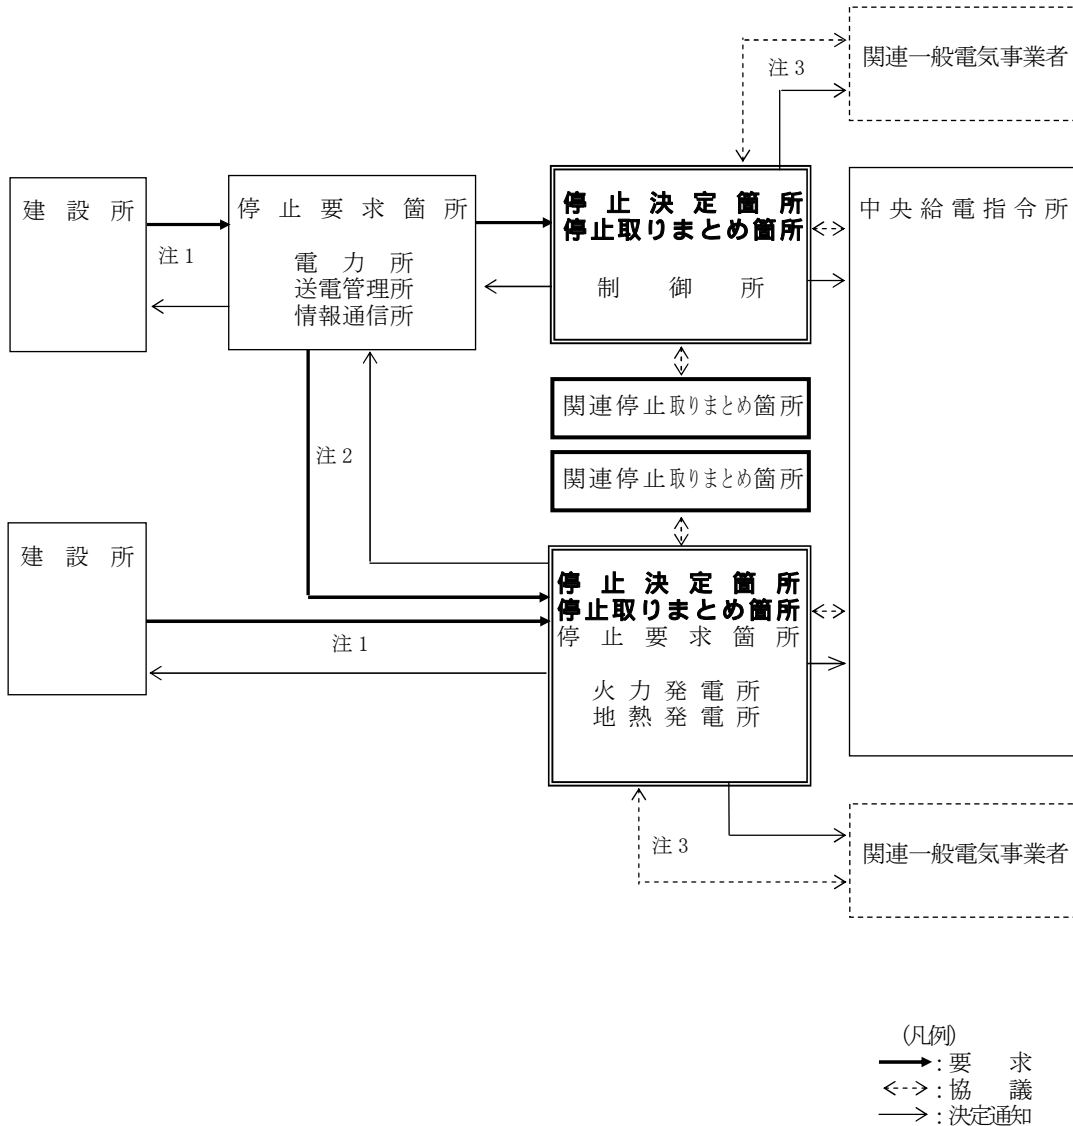 関連一般電気事業者
注3
建設所
注1
停止要求箇所
電力所
送電管理所
情報通信所
停止決定箇所
停止取りまとめ箇所
制御所
中央給電指令所
関連停止取りまとめ箇所
注2
関連停止取りまとめ箇所
建設所
注1
停止決定箇所
停止取りまとめ箇所
停止要求箇所
火力発電所
地熱発電所
注3
関連一般電気事業者
(凡例)
:要求
:協議
:決定通知